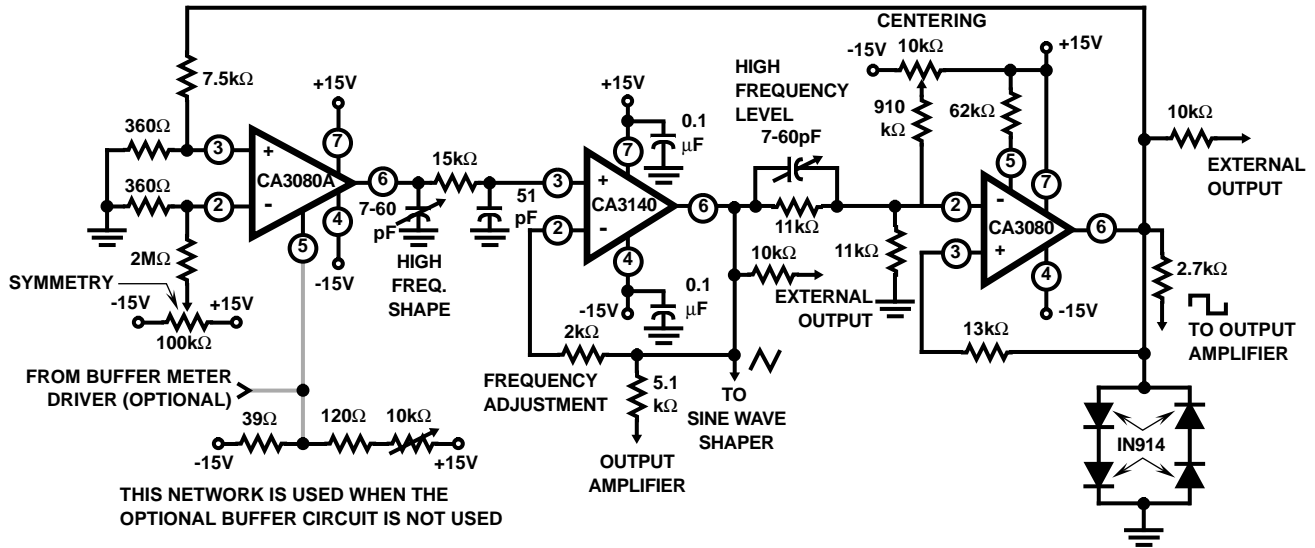 CENTERING
-15V
10kΩ
+15V
7.5kΩ
+15V
+15V
0.1
µF
HIGH
FREQUENCY
LEVEL
7-60pF
910
kΩ
62kΩ
10kΩ
EXTERNAL
OUTPUT
360Ω
3
+
7
CA3080A
6
15kΩ
360Ω
2
-
4
5
-15V
7-60
pF
51
pF
HIGH
FREQ.
SHAPE
3
+
7
CA3140
6
2
-
4
-15V
0.1
µF
11kΩ
11kΩ
10kΩ
EXTERNAL
OUTPUT
5
7
2
-
CA3080
6
3
+
4
-15V
2.7kΩ
TO OUTPUT
AMPLIFIER
13kΩ
2MΩ
SYMMETRY
-15V
+15V
100kΩ
2kΩ
FREQUENCY
ADJUSTMENT
5.1
kΩ
TO
SINE WAVE
SHAPER
OUTPUT
AMPLIFIER
IN914
FROM BUFFER METER
DRIVER (OPTIONAL)
39Ω
120Ω
10kΩ
-15V
+15V
THIS NETWORK IS USED WHEN THE
OPTIONAL BUFFER CIRCUIT IS NOT USED